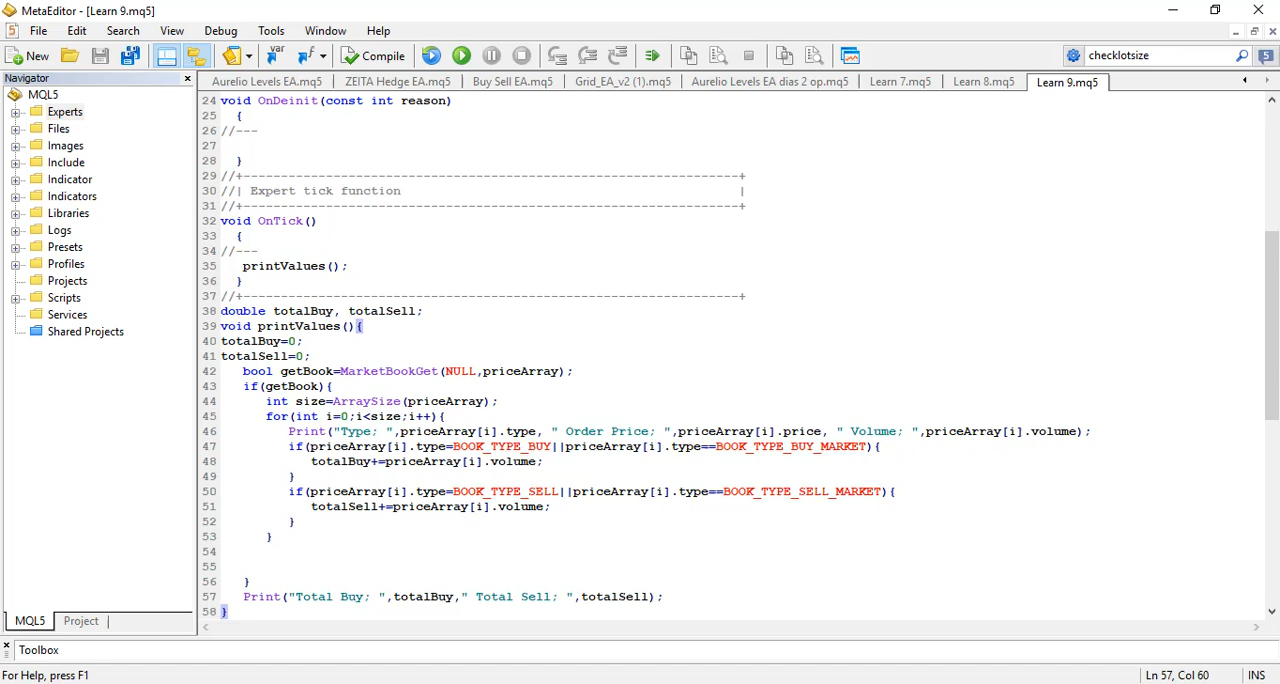 MetaEditor - [Learn 9.mq5]
File Edit Search View Debug Tools Window Help
New Compile checklotsize 5
Navigator
Aurelio Levels EA.mq5 ZEITA Hedge EA.mq5 Buy Sell EA.mq5 Grid_EA_v2 (1).mq5 Aurelio Levels EA dias 2 op.mq5 Learn 7.mq5 Learn 8.mq5 Learn 9.mq5
MQL5
Experts
Files
Images
Include
Indicator
Indicators
Libraries
Logs
Presets
Profiles
Projects
Scripts
Services
Shared Projects
MQL5 Project
24 void OnDeinit(const int reason)
25 {
26 //---
27
28 }
29 //+------------------------------------------------------------------+
30 //| Expert tick function |
31 //+------------------------------------------------------------------+
32 void OnTick()
33 {
34 //---
35 printValues();
36 }
37 //+------------------------------------------------------------------+
38 double totalBuy, totalSell;
39 void printValues(){
40 totalBuy=0;
41 totalSell=0;
42 bool getBook=MarketBookGet(NULL,priceArray);
43 if(getBook){
44 int size=ArraySize(priceArray);
45 for(int i=0;i<size;i++){
46 Print("Type; ",priceArray[i].type, " Order Price; ",priceArray[i].price, " Volume; ",priceArray[i].volume);
47 if(priceArray[i].type=BOOK_TYPE_BUY||priceArray[i].type==BOOK_TYPE_BUY_MARKET){
48 totalBuy+=priceArray[i].volume;
49 }
50 if(priceArray[i].type=BOOK_TYPE_SELL||priceArray[i].type==BOOK_TYPE_SELL_MARKET){
51 totalSell+=priceArray[i].volume;
52 }
53 }
54
55
56 }
57 Print("Total Buy; ",totalBuy," Total Sell; ",totalSell);
58 }
Toolbox
For Help, press F1 Ln 57, Col 60 INS